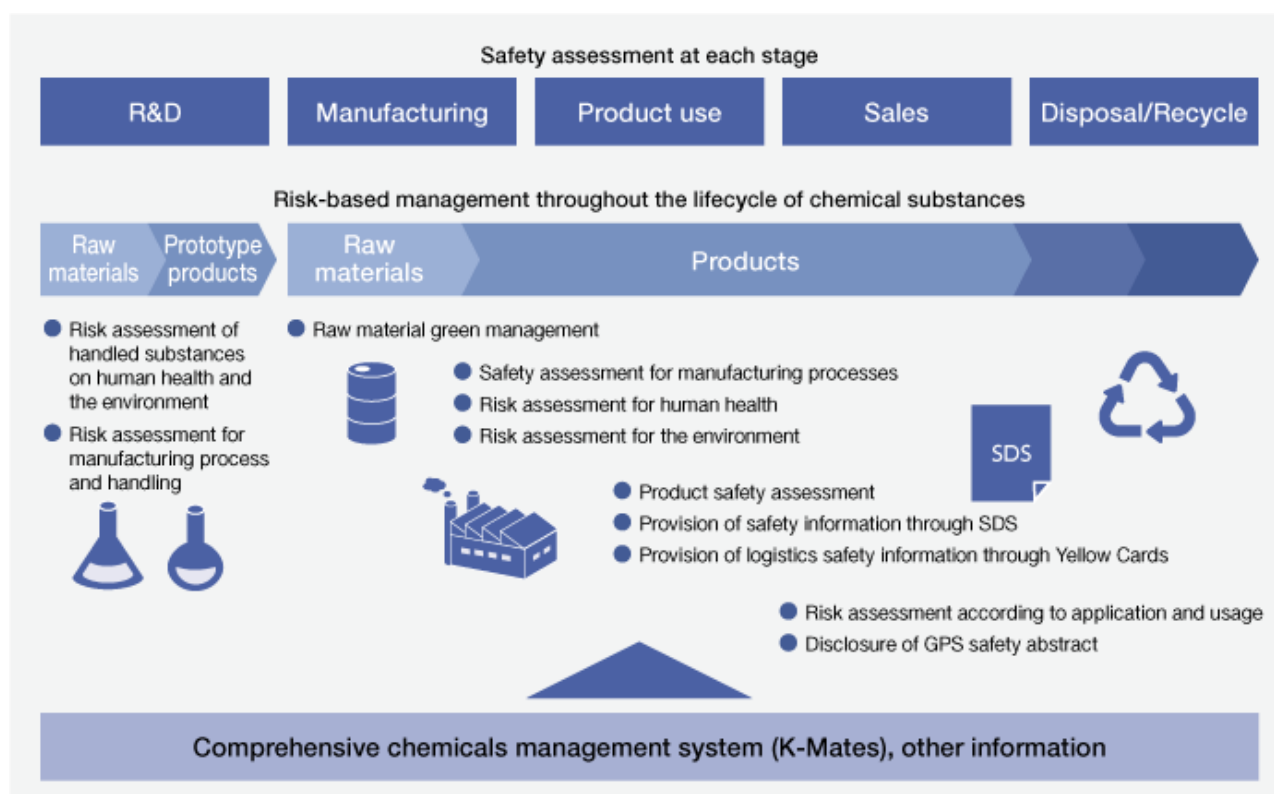 Safety assessment at each stage
R&D
Manufacturing
Product use
Sales
Disposal/Recycle
Risk-based management throughout the lifecycle of chemical substances
Raw
materials
Prototype
products
Raw
materials
Products
Risk assessment of
handled substances
on human health and
the environment
Risk assessment for
manufacturing process
and handling
Raw material green management
Safety assessment for manufacturing processes
Risk assessment for human health
Risk assessment for the environment
SDS
Product safety assessment
Provision of safety information through SDS
Provision of logistics safety information through Yellow Cards
Risk assessment according to application and usage
Disclosure of GPS safety abstract
Comprehensive chemicals management system (K-Mates), other information